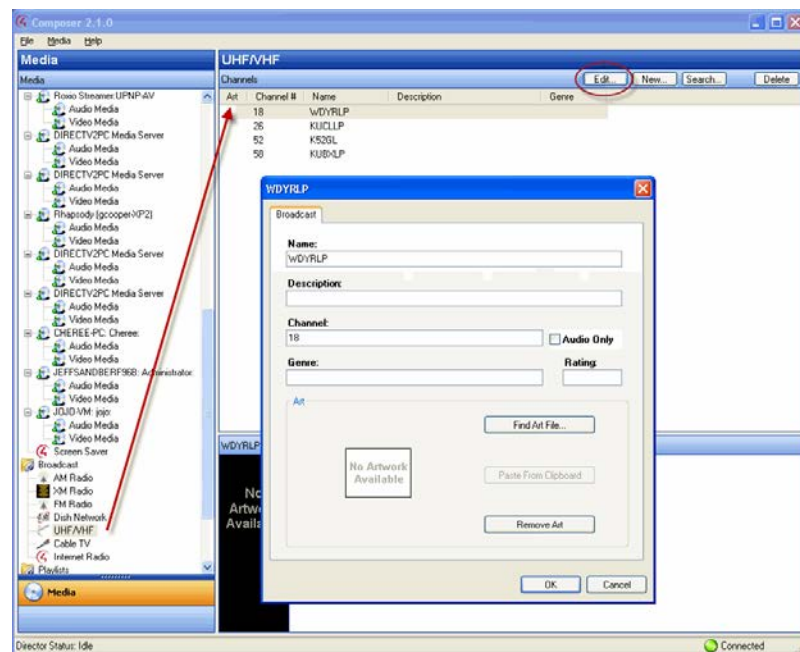 Composer 2.1.0
File Media Help
Media
Media
Roxio Streamer UPNP-AV
Audio Media
Video Media
DIRECTV2PC Media Server
Audio Media
Video Media
DIRECTV2PC Media Server
Audio Media
Video Media
Rhapsody (gcooper-XP2)
Audio Media
Video Media
DIRECTV2PC Media Server
Audio Media
Video Media
DIRECTV2PC Media Server
Audio Media
Video Media
CHEREE-PC: Cheree:
Audio Media
Video Media
JEFFSANDBERF96B: Administrator:
Audio Media
Video Media
JOJO-VM: jojo:
Audio Media
Video Media
Screen Saver
Broadcast
AM Radio
XM Radio
FM Radio
Dish Network
UHF/VHF
Cable TV
Internet Radio
Playlists
Media
UHF/VHF
Channels Edit... New... Search... Delete
Art Channel # Name Description Genre
18 WDYRLP
26 KUCLLP
52 K52GL
58 KUBXLP
WDYRLP
No
Artwo
Availa
WDYRLP
Broadcast
Name:
WDYRLP
Description:
Channel:
18
Audio Only
Genre: Rating:
Art
Find Art File...
No Artwork
Available
Paste From Clipboard
Remove Art
OK Cancel
Director Status: Idle
Connected